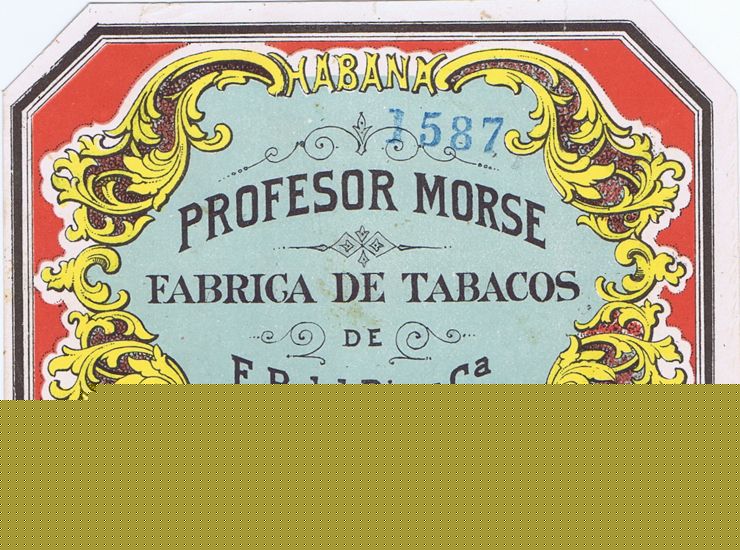 HABANA
1587
PROFESOR MORSE
FABRICA DE TABACOS
DE